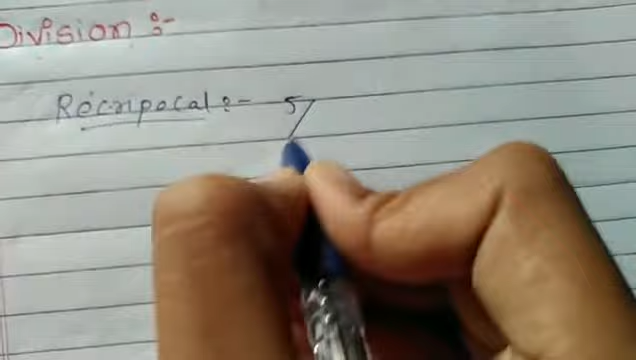 Division :-
Reciprocal :- 5/